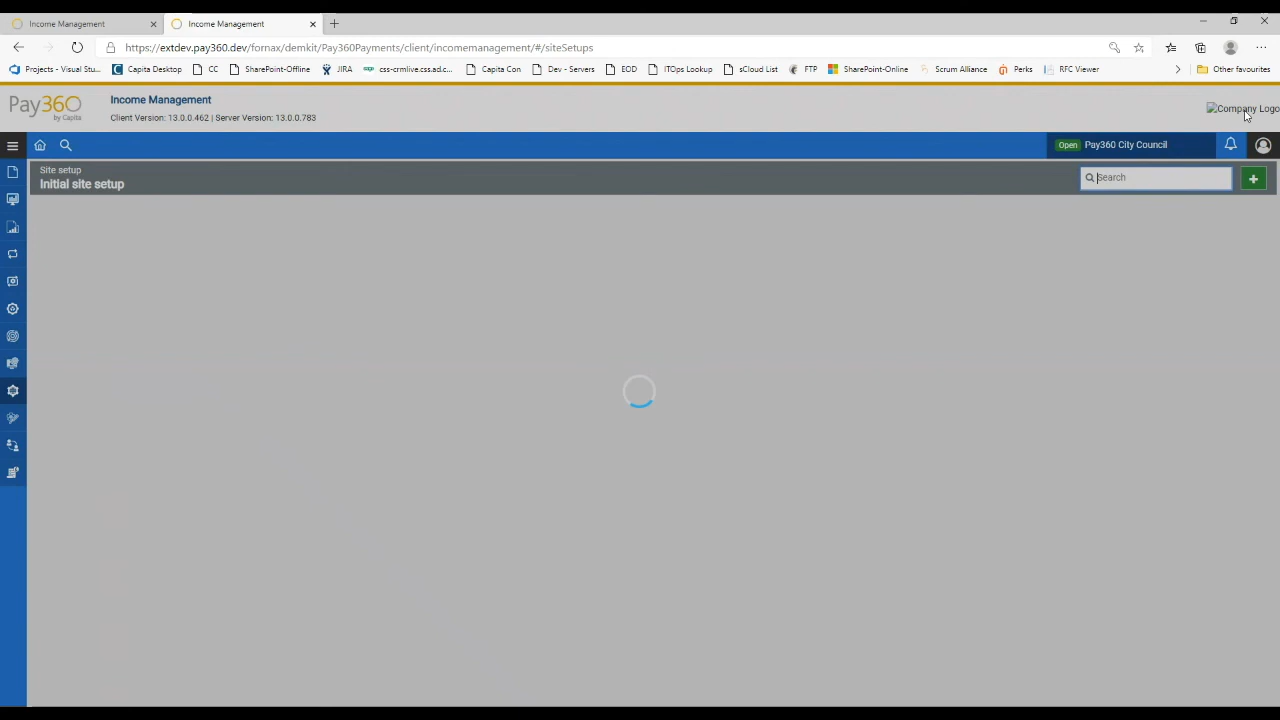 Income Management
Income Management
https://extdev.pay360.dev/fornax/demkit/Pay360Payments/client/incomemanagement/#/siteSetups
Projects - Visual Stu... Capita Desktop CC SharePoint-Offline JIRA css-crmlive.css.ad.c... Capita Con Dev - Servers EOD ITOps Lookup sCloud List FTP SharePoint-Online Scrum Alliance Perks RFC Viewer Other favourites
Pay360
by Capita
Income Management
Client Version: 13.0.0.462 | Server Version: 13.0.0.783
Company Logo
Open Pay360 City Council
Site setup
Initial site setup
Search